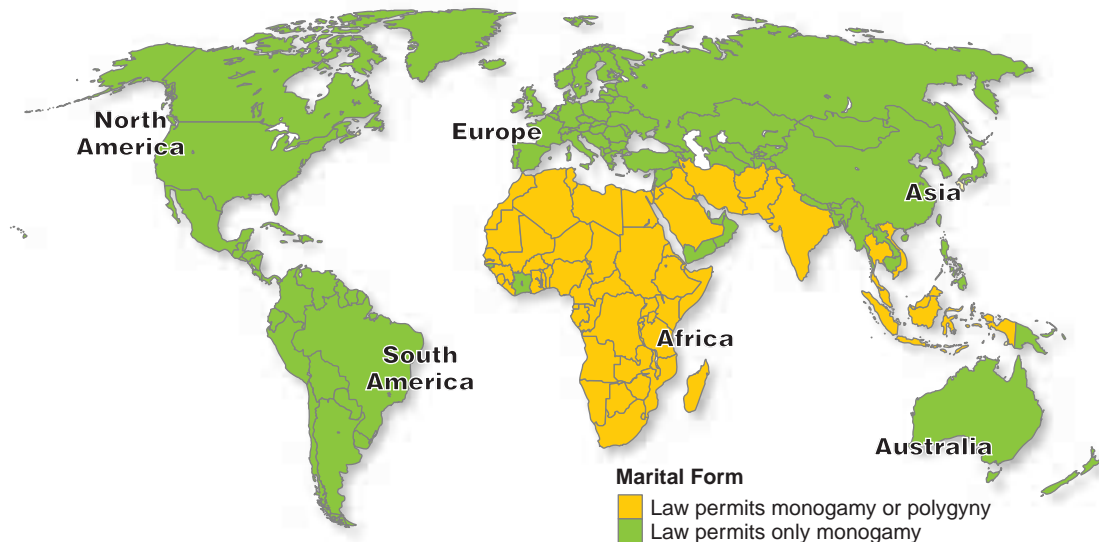 North
America
Europe
Asia
Africa
South
America
Australia
Marital Form
Law permits monogamy or polygyny
Law permits only monogamy